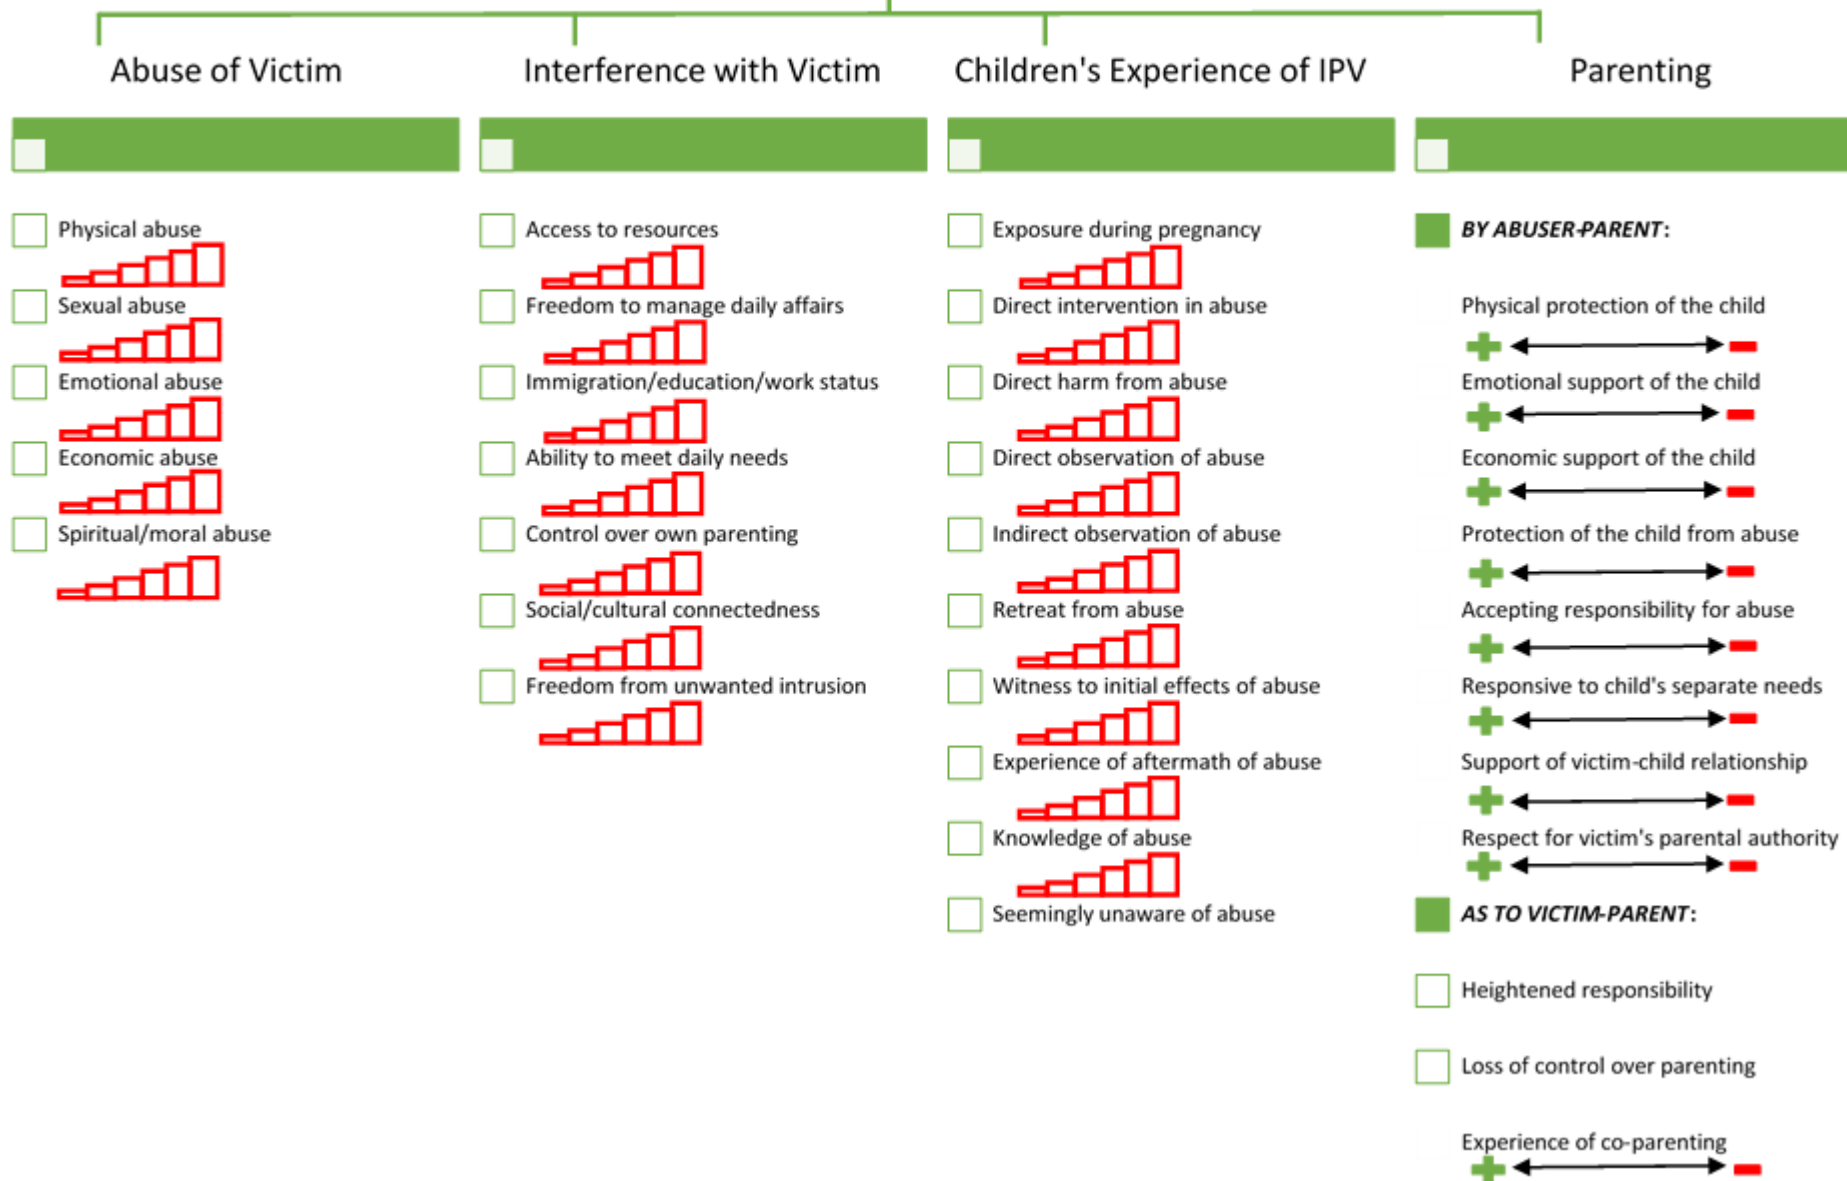 Abuse of Victim
Physical abuse
Sexual abuse
Emotional abuse
Economic abuse
Spiritual/moral abuse
Interference with Victim
Access to resources
Freedom to manage daily affairs
Immigration/education/work status
Ability to meet daily needs
Control over own parenting
Social/cultural connectedness
Freedom from unwanted intrusion
Children's Experience of IPV
Exposure during pregnancy
Direct intervention in abuse
Direct harm from abuse
Direct observation of abuse
Indirect observation of abuse
Retreat from abuse
Witness to initial effects of abuse
Experience of aftermath of abuse
Knowledge of abuse
Seemingly unaware of abuse
Parenting
BY ABUSER-PARENT:
Physical protection of the child
Emotional support of the child
Economic support of the child
Protection of the child from abuse
Accepting responsibility for abuse
Responsive to child's separate needs
Support of victim-child relationship
Respect for victim's parental authority
AS TO VICTIM-PARENT:
Heightened responsibility
Loss of control over parenting
Experience of co-parenting